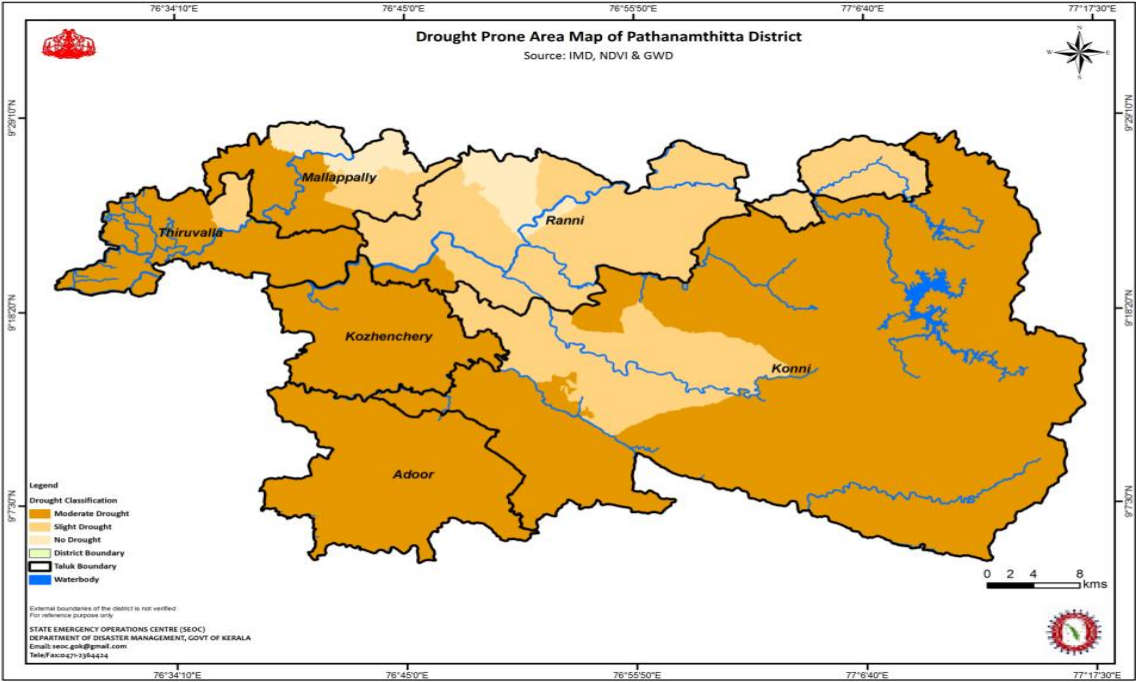 76°34'10"E 76°45'0"E 76°55'50"E 77°6'40"E 77°17'30"E
Drought Prone Area Map of Pathanamthitta District
Source: IMD, NDVI & GWD
N
W E
S
9°29'10"N 9°29'10"N
Mallappally
Ranni
Thiruvalla
9°18'20"N 9°18'20"N
Kozhenchery
Konni
Adoor
9°7'30"N 9°7'30"N
Legend
Drought Classification
Moderate Drought
Slight Drought
No Drought
District Boundary
Taluk Boundary
Waterbody
0 2 4 8
kms
External boundaries of the district is not verified
For reference purpose only
STATE EMERGENCY OPERATIONS CENTRE (SEOC)
DEPARTMENT OF DISASTER MANAGEMENT, GOVT OF KERALA
Email: seoc.gok@gmail.com
Tele/Fax:0471-2364424
76°34'10"E 76°45'0"E 76°55'50"E 77°6'40"E 77°17'30"E